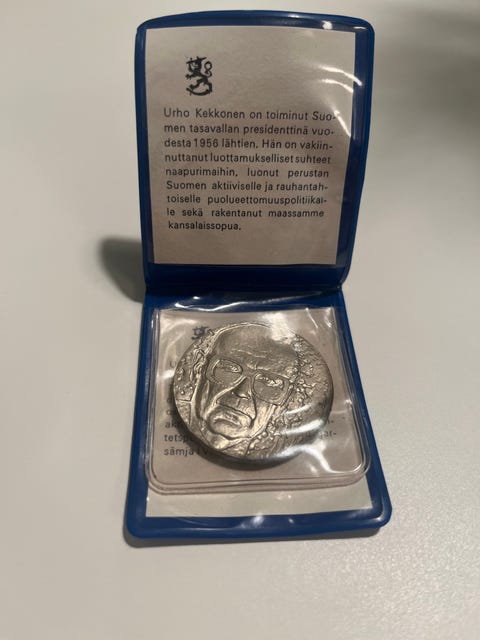 Urho Kekkonen on toiminut Suo-
men tasavallan presidenttinä vuo-
desta 1956 lähtien. Hän on vakiin-
nuttanut luottamukselliset suhteet
naapurimaihin, luonut perustan
Suomen aktiiviselle ja rauhantah-
toiselle puolueettomuuspolitiikal-
le sekä rakentanut maassamme
kansalaissopua.